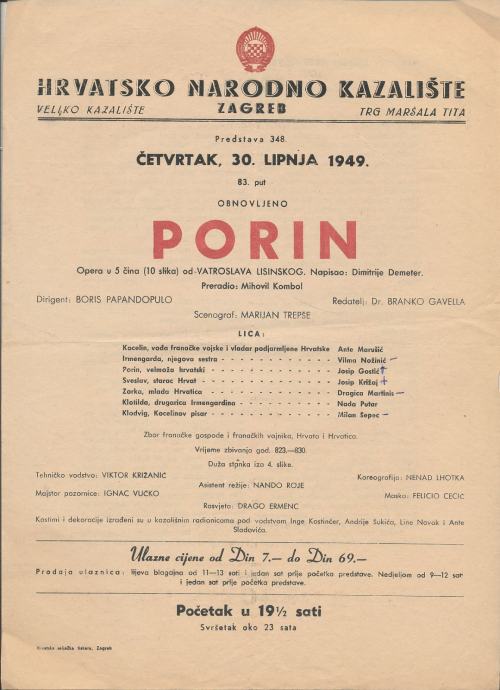 HRVATSKO NARODNO KAZALIŠTE
VELJKO KAZALIŠTE ZAGREB TRG MARŠALA TITA
Predstava 348.
ČETVRTAK, 30. LIPNJA 1949.
83. put
OBNOVLJENO
PORIN
Opera u 5 čina (10 slika) od VATROSLAVA LISINSKOG. Napisao: Dimitrije Demeter.
Preradio: Mihovil Kombol
Dirigent: BORIS PAPANDOPULO Redatelj: Dr. BRANKO GAVELLA
Scenograf: MARIJAN TREPŠE
LICA:
Kocelin, vođa franačke vojske i vladar podjarmljene Hrvatske Ante Marušić
Irmengarda, njegova sestra - - - - - - - - - - - - - Vilma Nožinić –
Porin, velmoža hrvatski - - - - - - - - - - - - - Josip Gostič †
Sveslav, starac Hrvat - - - - - - - - - - - - - Josip Križaj +
Zorka, mlada Hrvatica - - - - - - - - - - - - - Dragica Martinis –
Klotilda, drugarica Irmengardina - - - - - - - - - - - Nada Putar
Klodvig, Kocelinov pisar - - - - - - - - - - - - - Milan Šepec –
Zbor franačke gospode i franačkih vojnika, Hrvata i Hrvatica.
Vrijeme zbivanja god. 823.—830.
Duža stanka iza 4. slike.
Tehničko vodstvo: VIKTOR KRIŽANIĆ Koreografija: NENAD LHOTKA
Asistent režije: NANDO ROJE
Majstor pozornice: IGNAC VUČKO Maska: FELICIO CECIĆ
Rasvjeta: DRAGO ERMENC
Kostimi i dekoracije izrađeni su u kazališnim radionicama pod vodstvom Inge Kostinčer, Andrije Sukića, Line Novak i Ante
Sladovića.
Ulazne cijene od Din 7.— do Din 69.—
Prodaja ulaznica: lijeva blagajna od 11—13 sati i jedan sat prije početka predstave. Nedjeljom od 9—12 sati
i jedan sat prije početka predstave.
Početak u 19½ sati
Svršetak oko 23 sata
Hrvatska seljačka tiskara, Zagreb